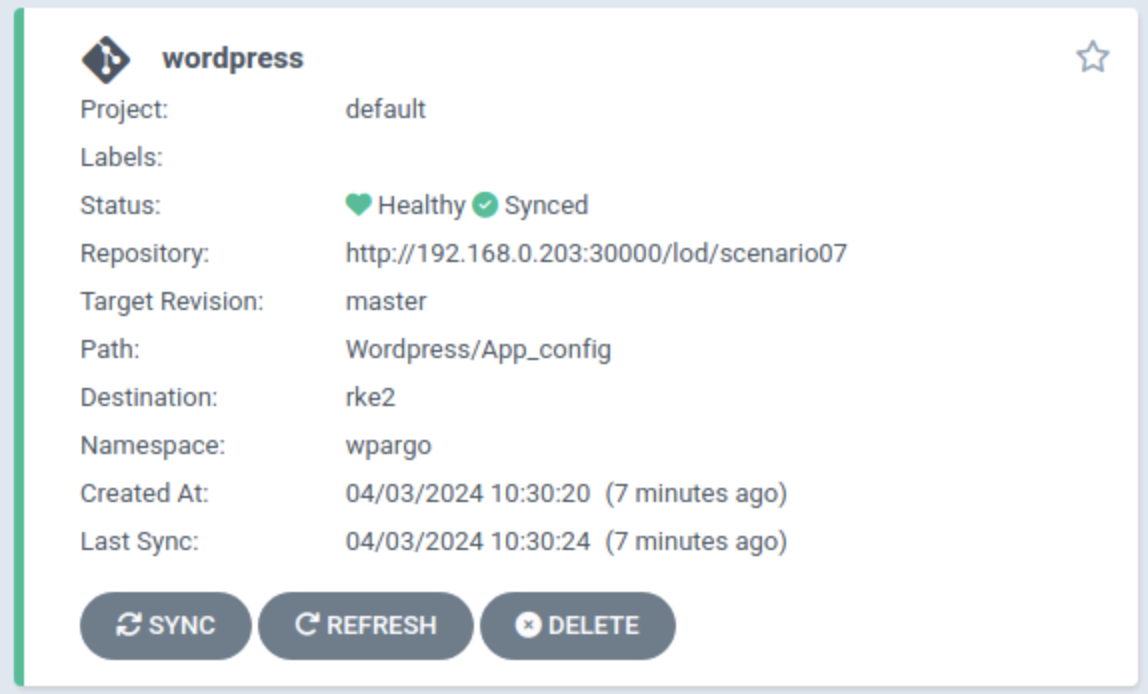 wordpress
Project: default
Labels:
Status: Healthy Synced
Repository: http://192.168.0.203:30000/lod/scenario07
Target Revision: master
Path: Wordpress/App_config
Destination: rke2
Namespace: wpargo
Created At: 04/03/2024 10:30:20 (7 minutes ago)
Last Sync: 04/03/2024 10:30:24 (7 minutes ago)
SYNC REFRESH DELETE